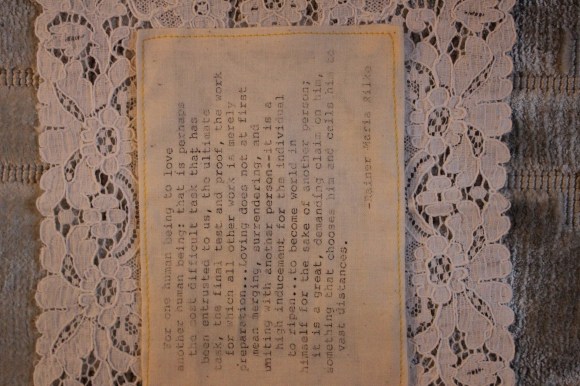 For one human being to love
another human being: that is perhaps
the most difficult task that has
been entrusted to us, the ultimate
task, the final test and proof, the work
for which all other work is merely
preparation...Loving does not at first
mean merging, surrendering, and
uniting with another person--it is a
high inducement for the individual
to ripen...to become world in
himself for the sake of another person;
it is a great, demanding claim on him,
something that chooses him and calls him to
vast distances.
-Rainer Maria Rilke